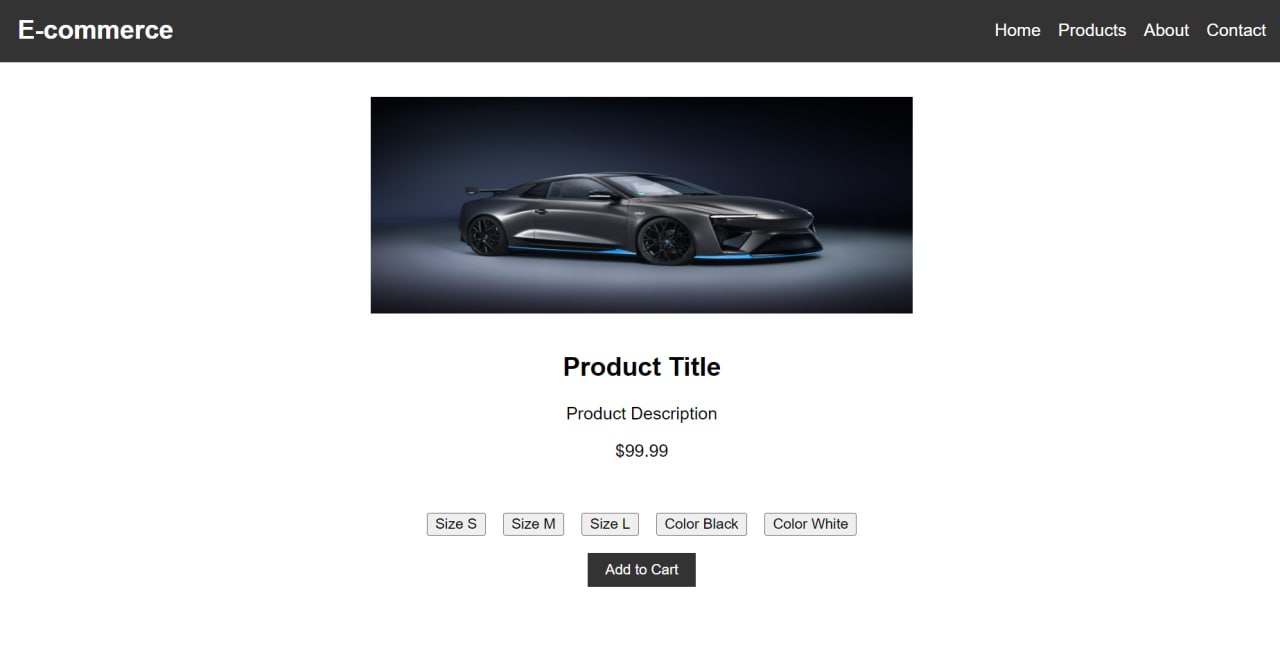 E-commerce
Home Products About Contact
Product Title
Product Description
$99.99
Size S Size M Size L Color Black Color White
Add to Cart